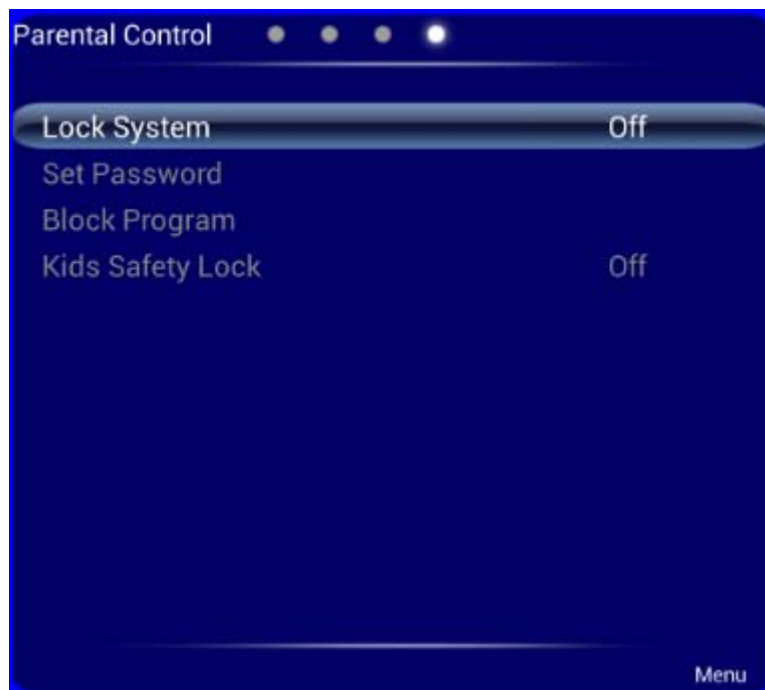 Parental Control
Lock System Off
Set Password
Block Program
Kids Safety Lock Off
Menu